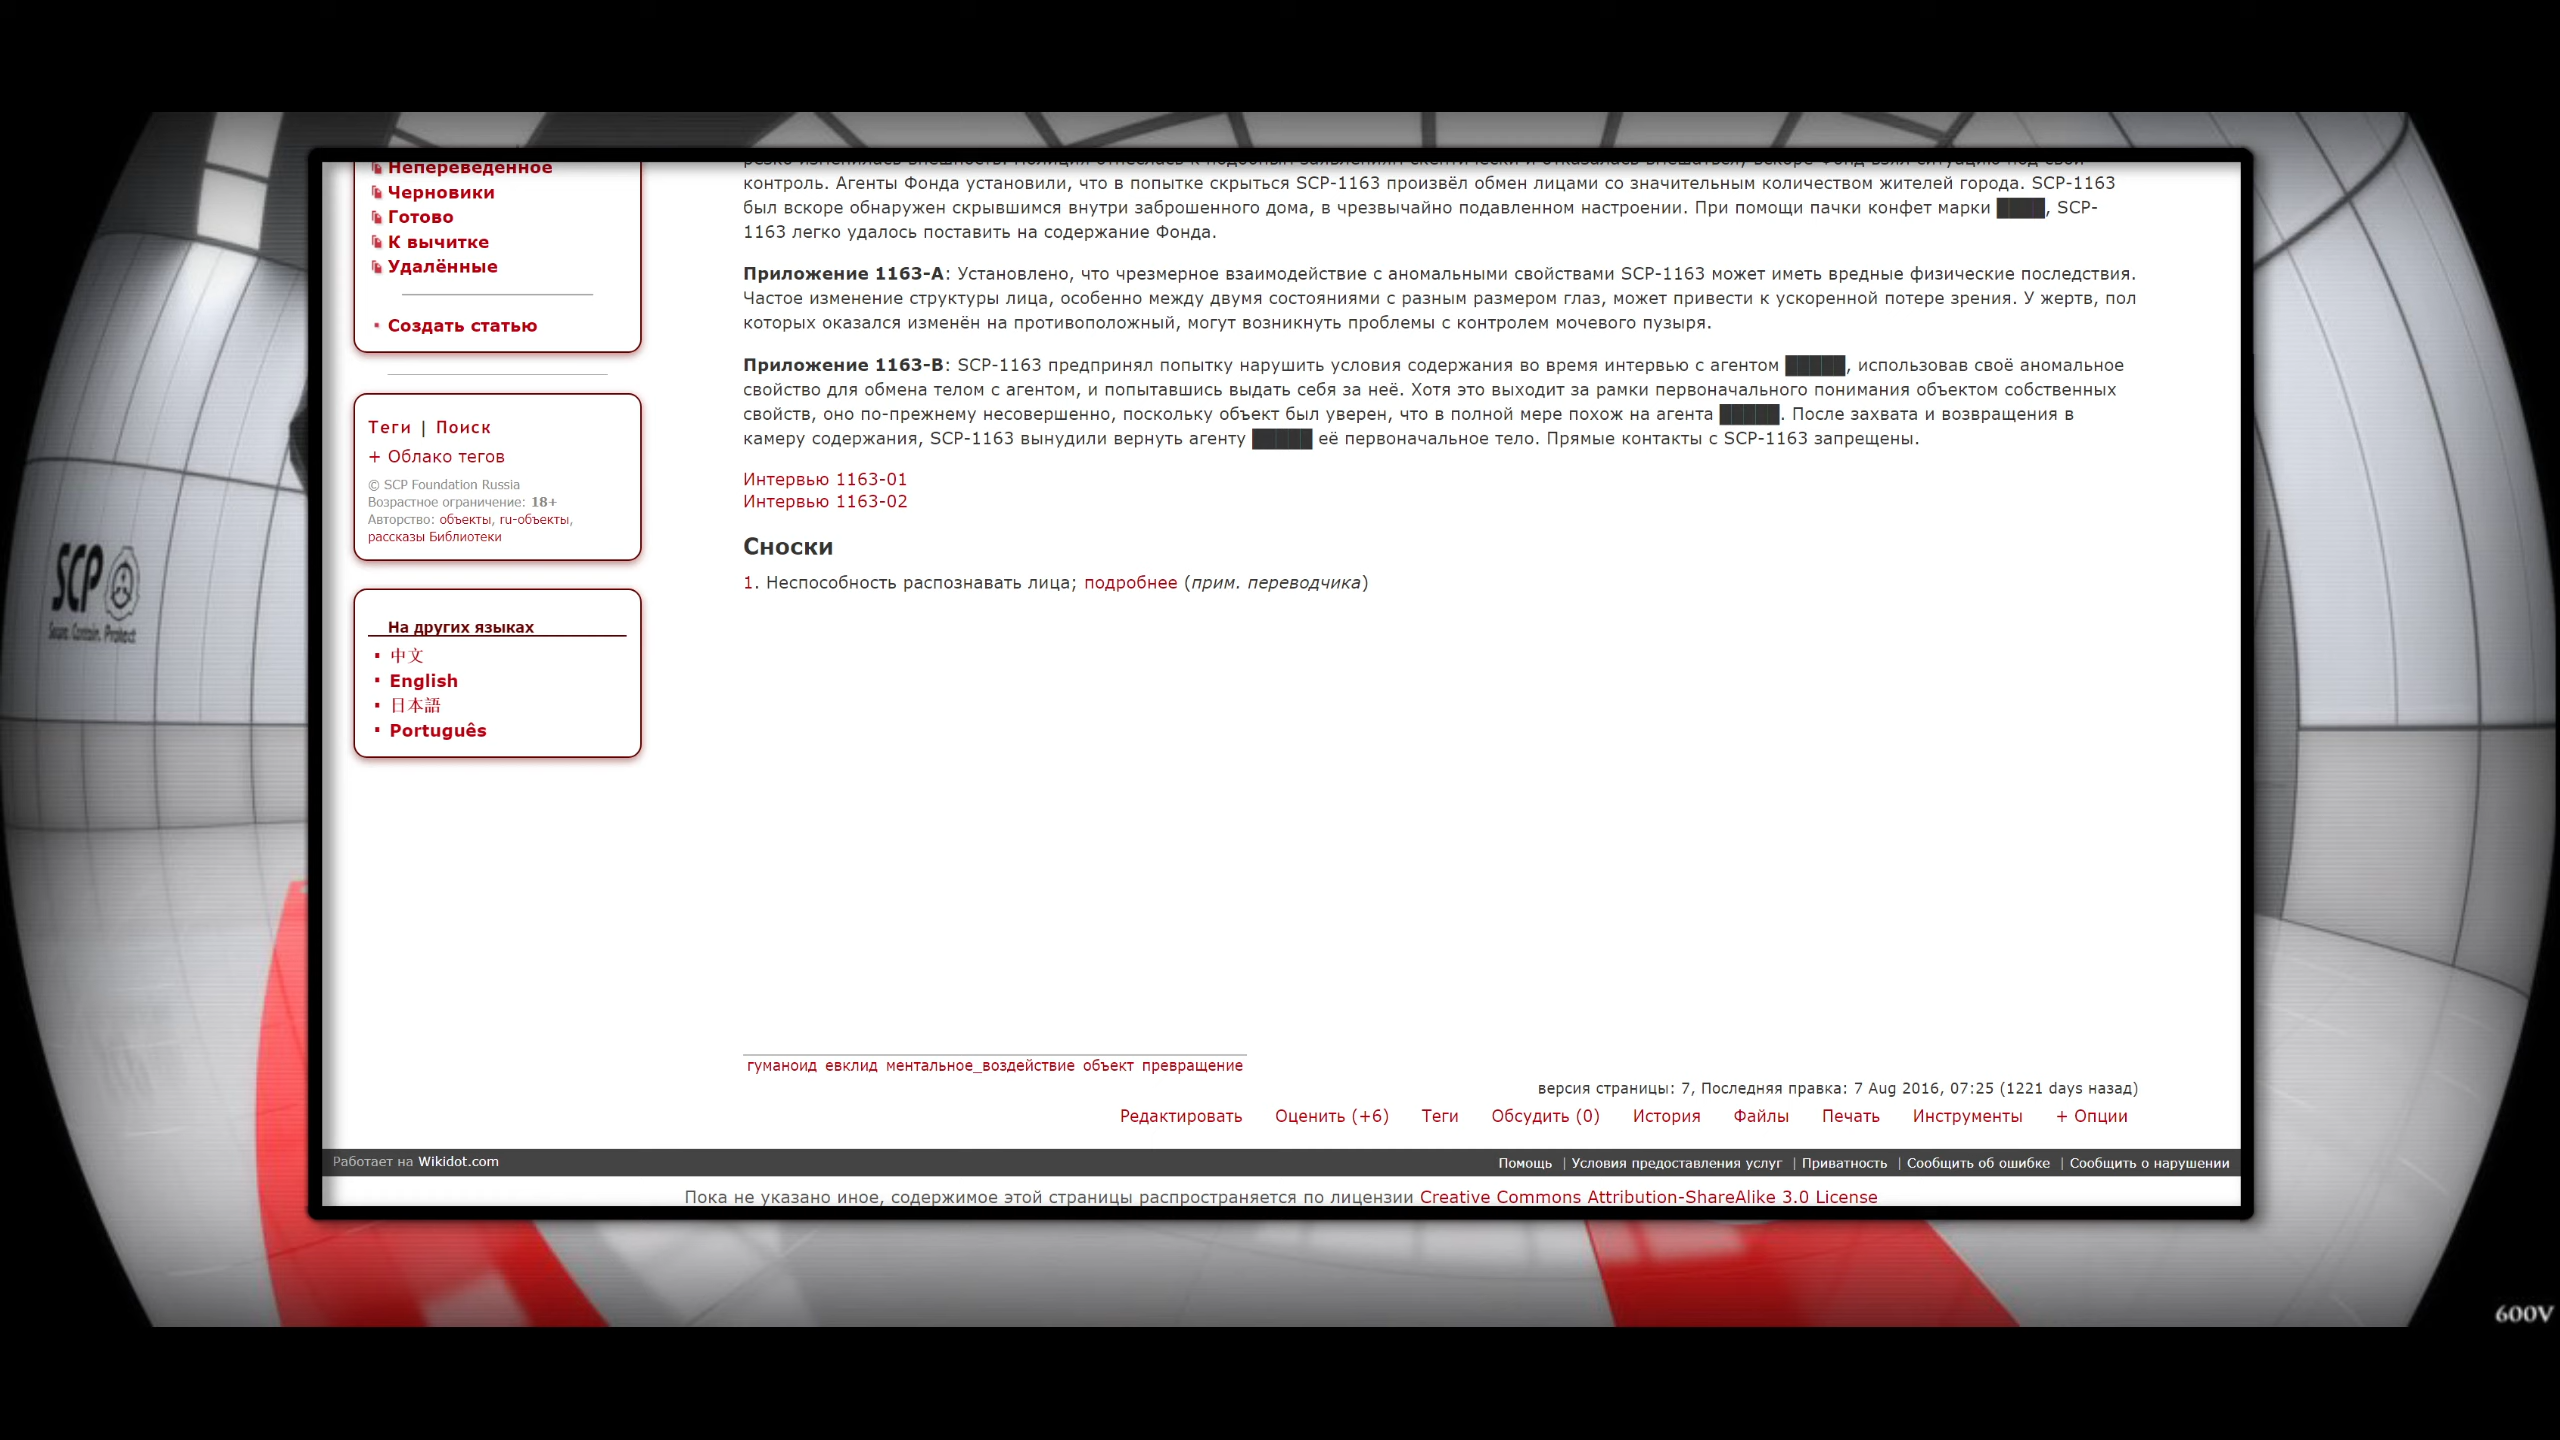 Непереведенное
Черновики
Готово
К вычитке
Удалённые
Создать статью
Теги | Поиск
+ Облако тегов
© SCP Foundation Russia
Возрастное ограничение: 18+
Авторство: объекты, ru-объекты,
рассказы Библиотеки
На других языках
中文
English
日本語
Português
SCP
Secure. Contain. Protect
контроль. Агенты Фонда установили, что в попытке скрыться SCP-1163 произвёл обмен лицами со значительным количеством жителей города. SCP-1163
был вскоре обнаружен скрывшимся внутри заброшенного дома, в чрезвычайно подавленном настроении. При помощи пачки конфет марки ████, SCP-
1163 легко удалось поставить на содержание Фонда.
Приложение 1163-A: Установлено, что чрезмерное взаимодействие с аномальными свойствами SCP-1163 может иметь вредные физические последствия.
Частое изменение структуры лица, особенно между двумя состояниями с разным размером глаз, может привести к ускоренной потере зрения. У жертв, пол
которых оказался изменён на противоположный, могут возникнуть проблемы с контролем мочевого пузыря.
Приложение 1163-B: SCP-1163 предпринял попытку нарушить условия содержания во время интервью с агентом █████, использовав своё аномальное
свойство для обмена телом с агентом, и попытавшись выдать себя за неё. Хотя это выходит за рамки первоначального понимания объектом собственных
свойств, оно по-прежнему несовершенно, поскольку объект был уверен, что в полной мере похож на агента █████. После захвата и возвращения в
камеру содержания, SCP-1163 вынудили вернуть агенту █████ её первоначальное тело. Прямые контакты с SCP-1163 запрещены.
Интервью 1163-01
Интервью 1163-02
Сноски
1. Неспособность распознавать лица; подробнее (прим. переводчика)
гуманоид евклид ментальное_воздействие объект превращение
версия страницы: 7, Последняя правка: 7 Aug 2016, 07:25 (1221 days назад)
Редактировать Оценить (+6) Теги Обсудить (0) История Файлы Печать Инструменты + Опции
Работает на Wikidot.com
Помощь | Условия предоставления услуг | Приватность | Сообщить об ошибке | Сообщить о нарушении
Пока не указано иное, содержимое этой страницы распространяется по лицензии Creative Commons Attribution-ShareAlike 3.0 License
600V